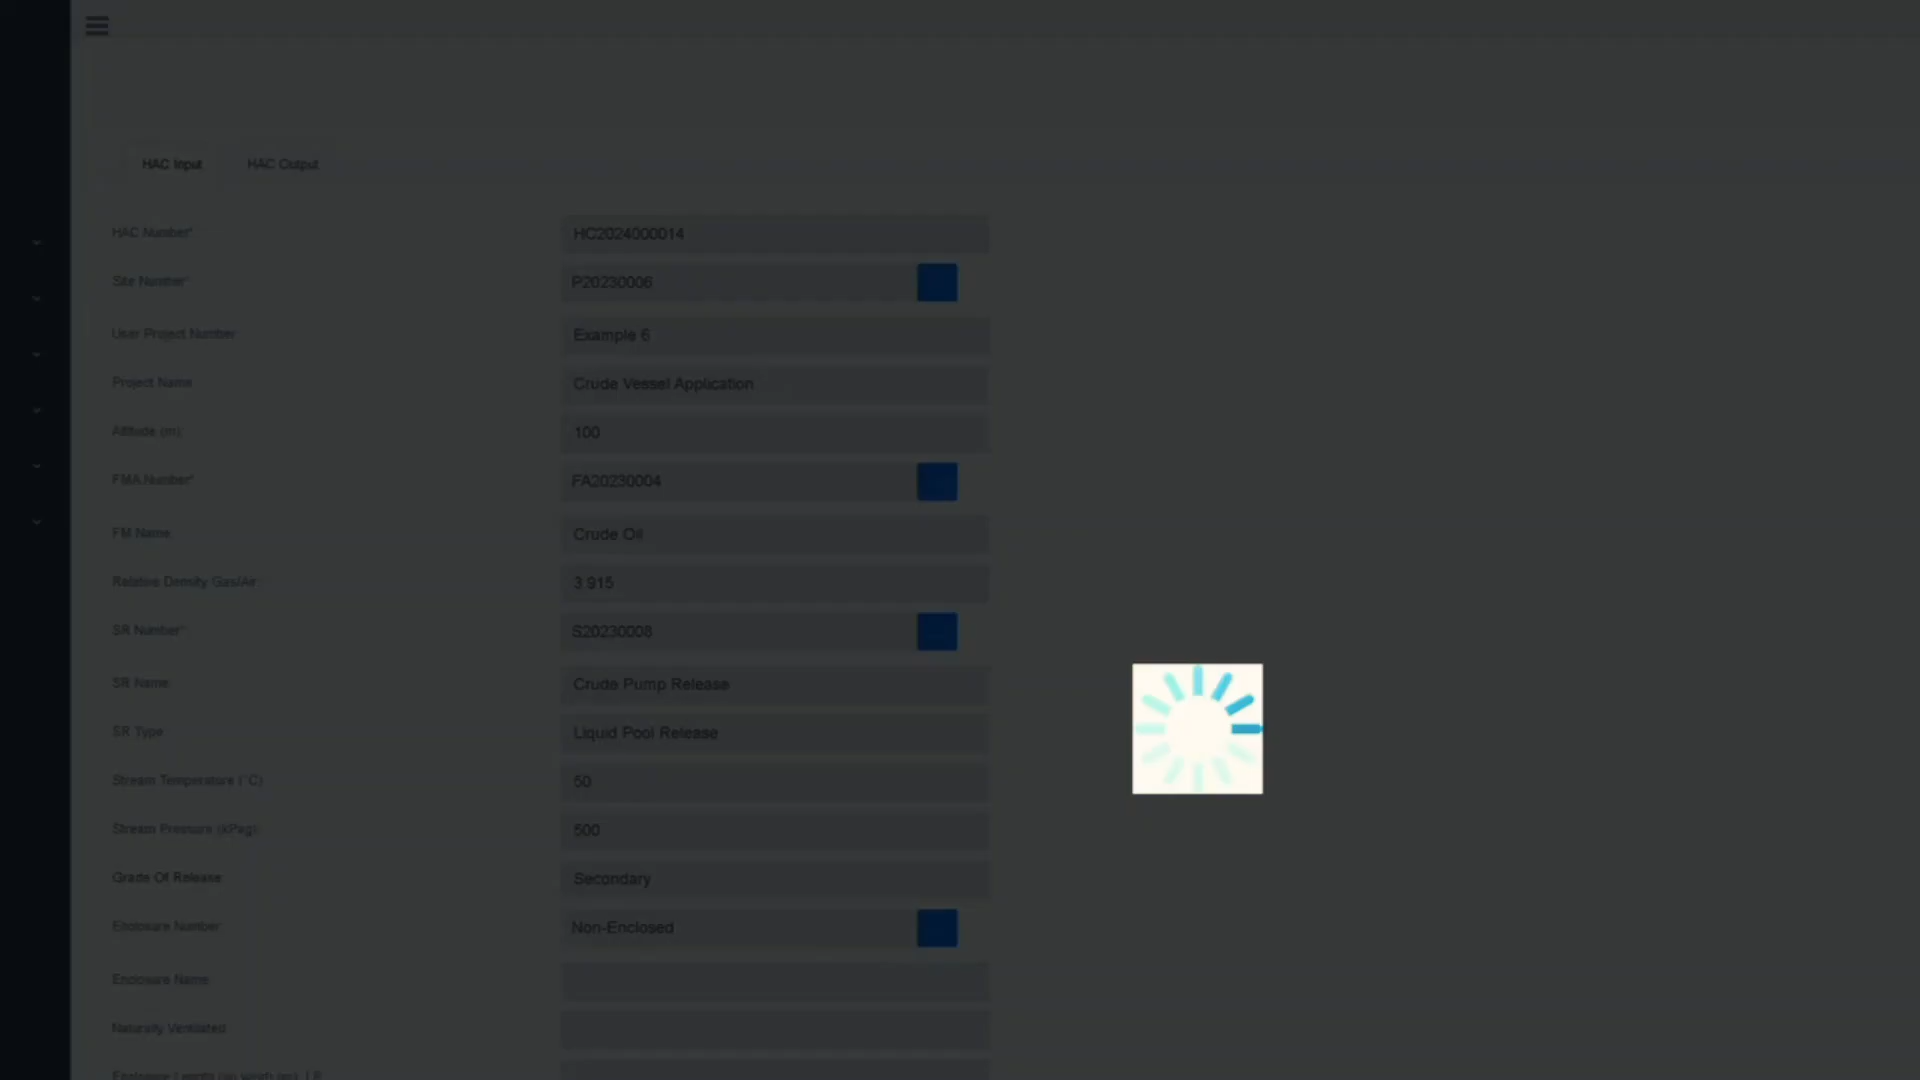 HAC Input HAC Output
HAC Number* HC2024000014
Site Number* P20230006
User Project Number Example 6
Project Name Crude Vessel Application
Altitude (m) 100
FMA Number* FA20230004
FM Name Crude Oil
Relative Density Gas/Air 3.915
SR Number* S20230008
SR Name Crude Pump Release
SR Type Liquid Pool Release
Stream Temperature (°C) 50
Stream Pressure (kPag) 500
Grade Of Release Secondary
Enclosure Number Non-Enclosed
Enclosure Name
Naturally Ventilated